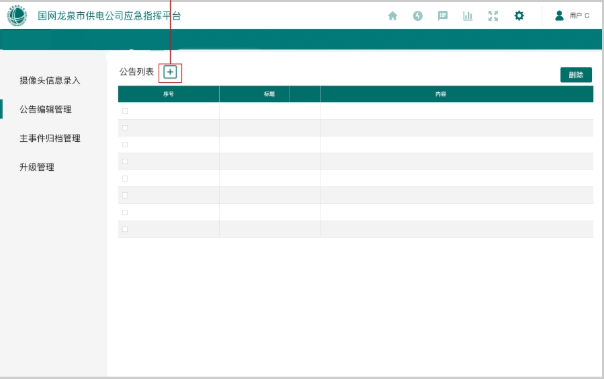 国网龙泉市供电公司应急指挥平台
用户 C
摄像头信息录入
公告编辑管理
主事件归档管理
升级管理
公告列表
删除
序号 标题 内容